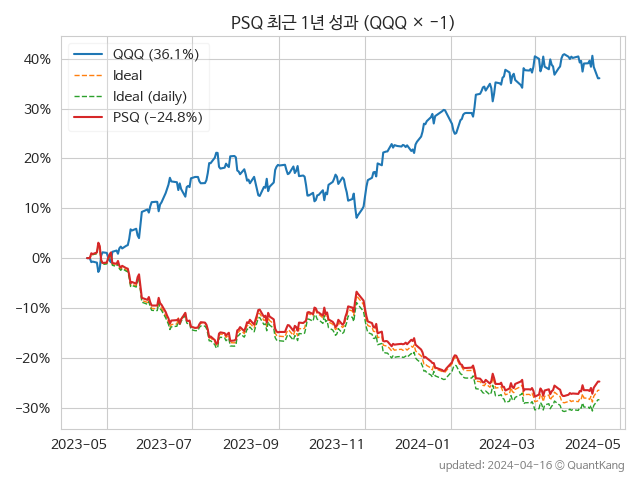 PSQ 최근 1년 성과 (QQQ × −1)
QQQ (36.1%)
Ideal
Ideal (daily)
PSQ (−24.8%)
40%
30%
20%
10%
0%
−10%
−20%
−30%
2023-05 2023-07 2023-09 2023-11 2024-01 2024-03 2024-05
updated: 2024-04-16 © QuantKang